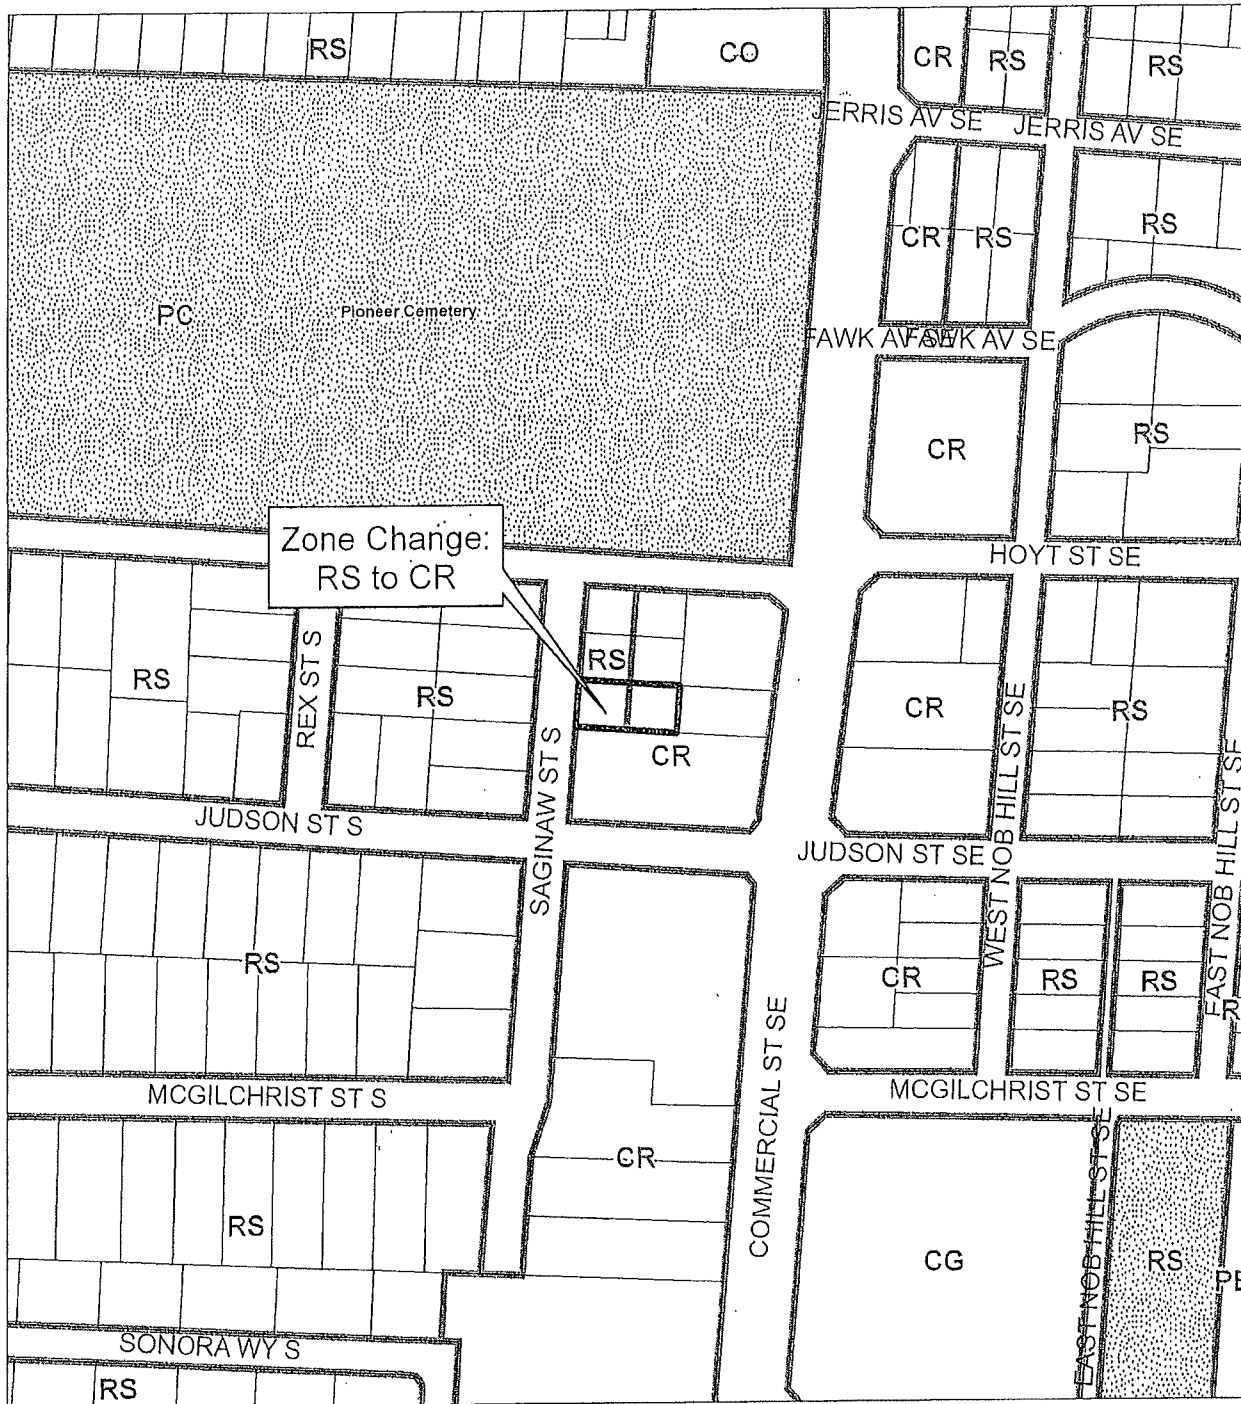 RS
CO
CR
RS
RS
JERRIS AV SE
JERRIS AV SE
CR
RS
RS
PC
Pioneer Cemetery
FAWK AV SE
FAWK AV SE
CR
RS
Zone Change:
RS to CR
HOYT ST SE
RS
REX ST S
RS
RS
CR
CR
RS
SAGINAW ST S
WEST NOB HILL ST SE
EAST NOB HILL ST SE
JUDSON ST S
JUDSON ST SE
RS
CR
RS
RS
COMMERCIAL ST SE
MCGILCHRIST ST S
MCGILCHRIST ST SE
CR
RS
CG
EAST NOB HILL ST SE
RS
SONORA WY S
RS